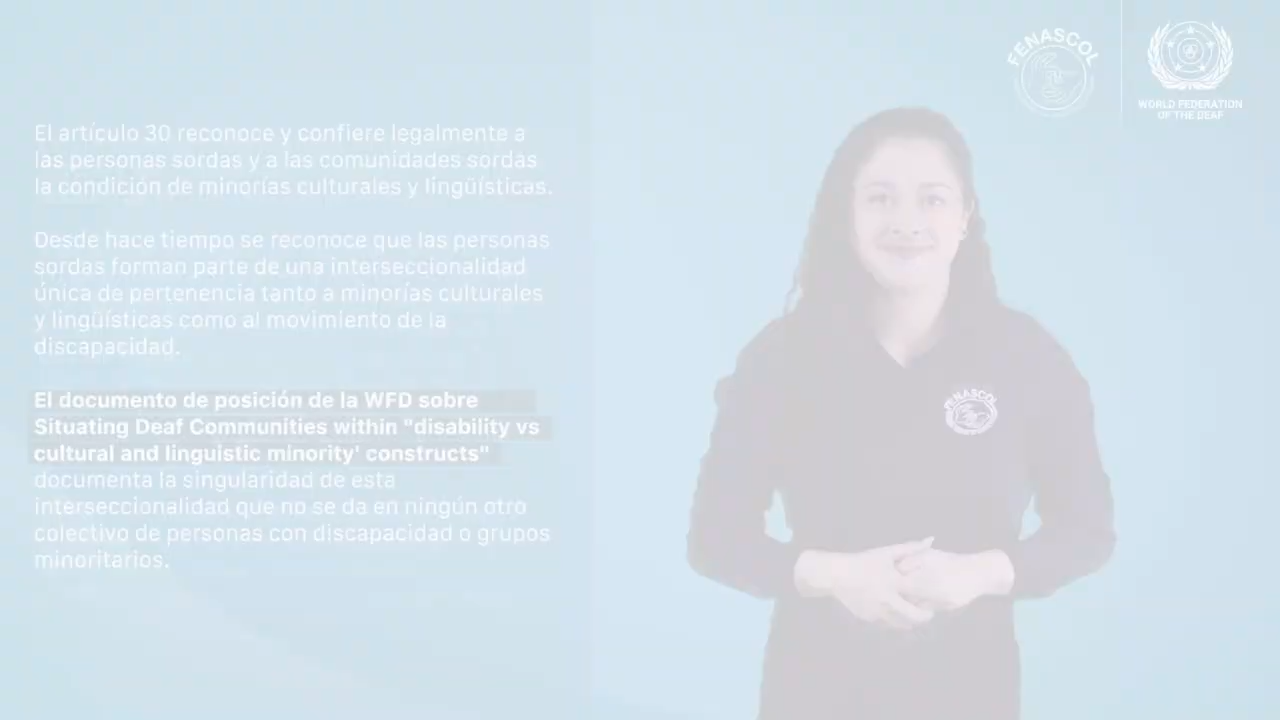 FENASCOL
WORLD FEDERATION
OF THE DEAF
El artículo 30 reconoce y confiere legalmente a
las personas sordas y a las comunidades sordas
la condición de minorías culturales y lingüísticas.
Desde hace tiempo se reconoce que las personas
sordas forman parte de una interseccionalidad
única de pertenencia tanto a minorías culturales
y lingüísticas como al movimiento de la
discapacidad.
El documento de posición de la WFD sobre
Situating Deaf Communities within "disability vs
cultural and linguistic minority' constructs"
documenta la singularidad de esta
interseccionalidad que no se da en ningún otro
colectivo de personas con discapacidad o grupos
minoritarios.
FENASCOL